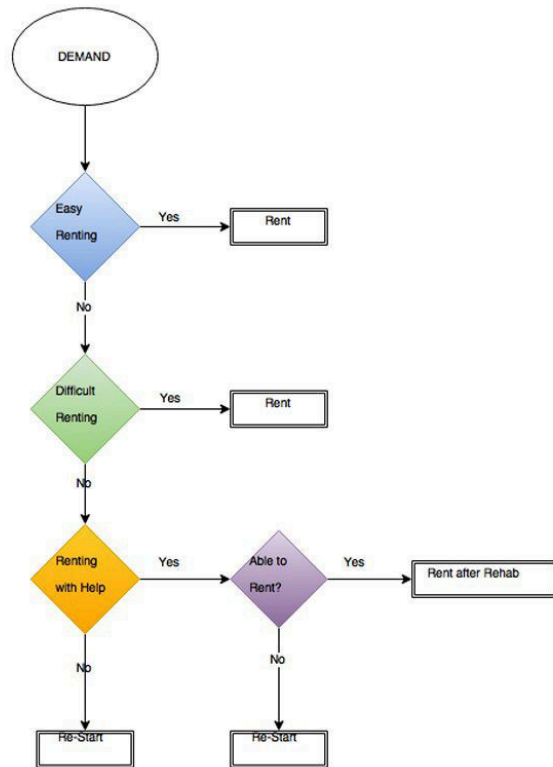 DEMAND
Easy
Renting
Yes
Rent
No
Difficult
Renting
Yes
Rent
No
Renting
with Help
Yes
Able to
Rent?
Yes
Rent after Rehab
No
No
Re-Start
Re-Start